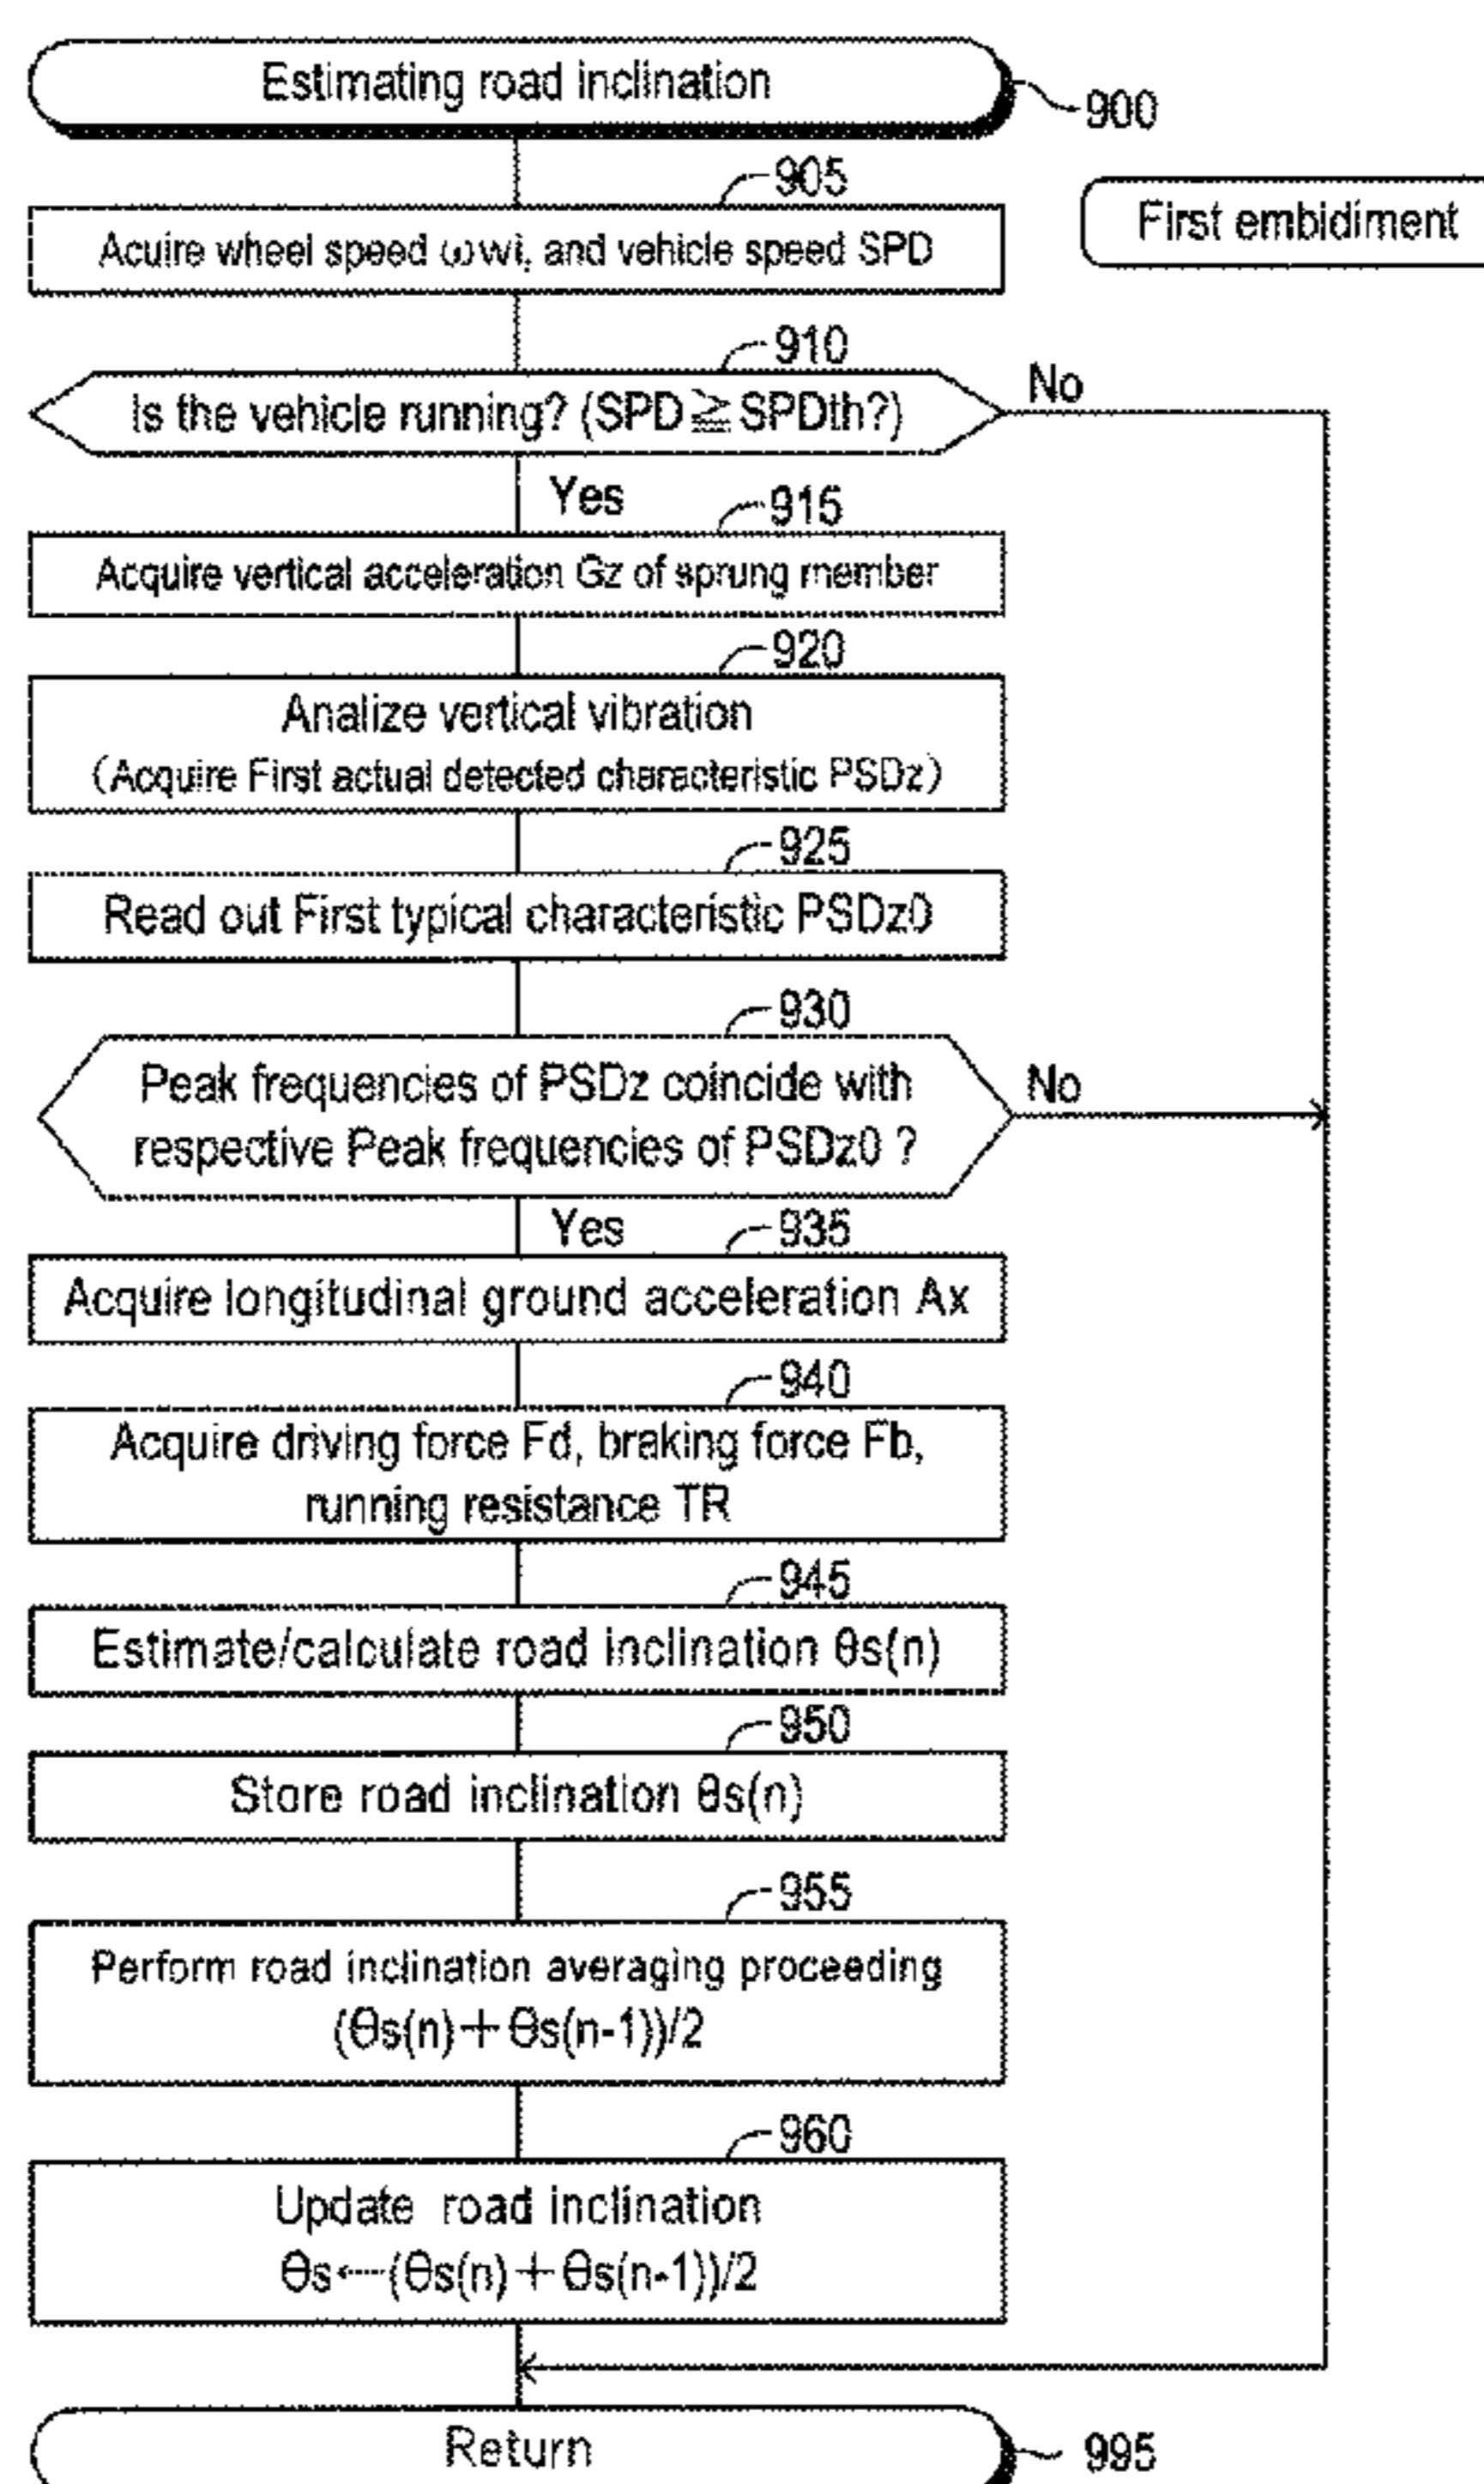 Estimating road inclination
900
905
First embidiment
Acuire wheel speed ωwi, and vehicle speed SPD
910
Is the vehicle running? (SPD≧SPDth?)
No
Yes
915
Acquire vertical acceleration Gz of sprung member
920
Analize vertical vibration
(Acquire First actual detected characteristic PSDz)
925
Read out First typical characteristic PSDz0
930
Peak frequencies of PSDz coincide with
respective Peak frequencies of PSDz0 ?
No
Yes
935
Acquire longitudinal ground acceleration Ax
940
Acquire driving force Fd, braking force Fb,
running resistance TR
945
Estimate/calculate road inclination θs(n)
950
Store road inclination θs(n)
955
Perform road inclination averaging proceeding
(θs(n)+θs(n-1))/2
960
Update road inclination
θs←(θs(n)+θs(n-1))/2
Return
995